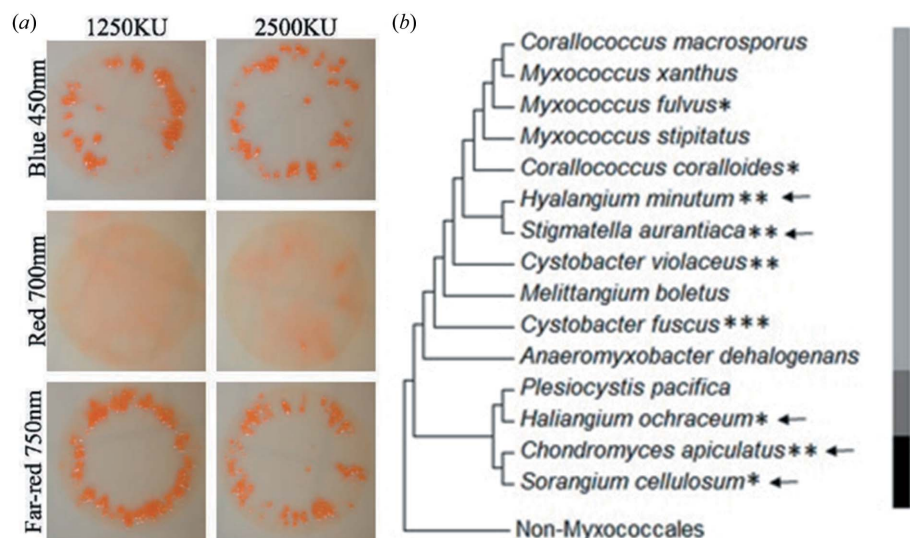 (a)
1250KU 2500KU
Blue 450nm
Red 700nm
Far-red 750nm
(b)
Corallococcus macrosporus
Myxococcus xanthus
Myxococcus fulvus*
Myxococcus stipitatus
Corallococcus coralloides*
Hyalangium minutum**
Stigmatella aurantiaca**
Cystobacter violaceus**
Melittangium boletus
Cystobacter fuscus***
Anaeromyxobacter dehalogenans
Plesiocystis pacifica
Haliangium ochraceum*
Chondromyces apiculatus**
Sorangium cellulosum*
Non-Myxococcales